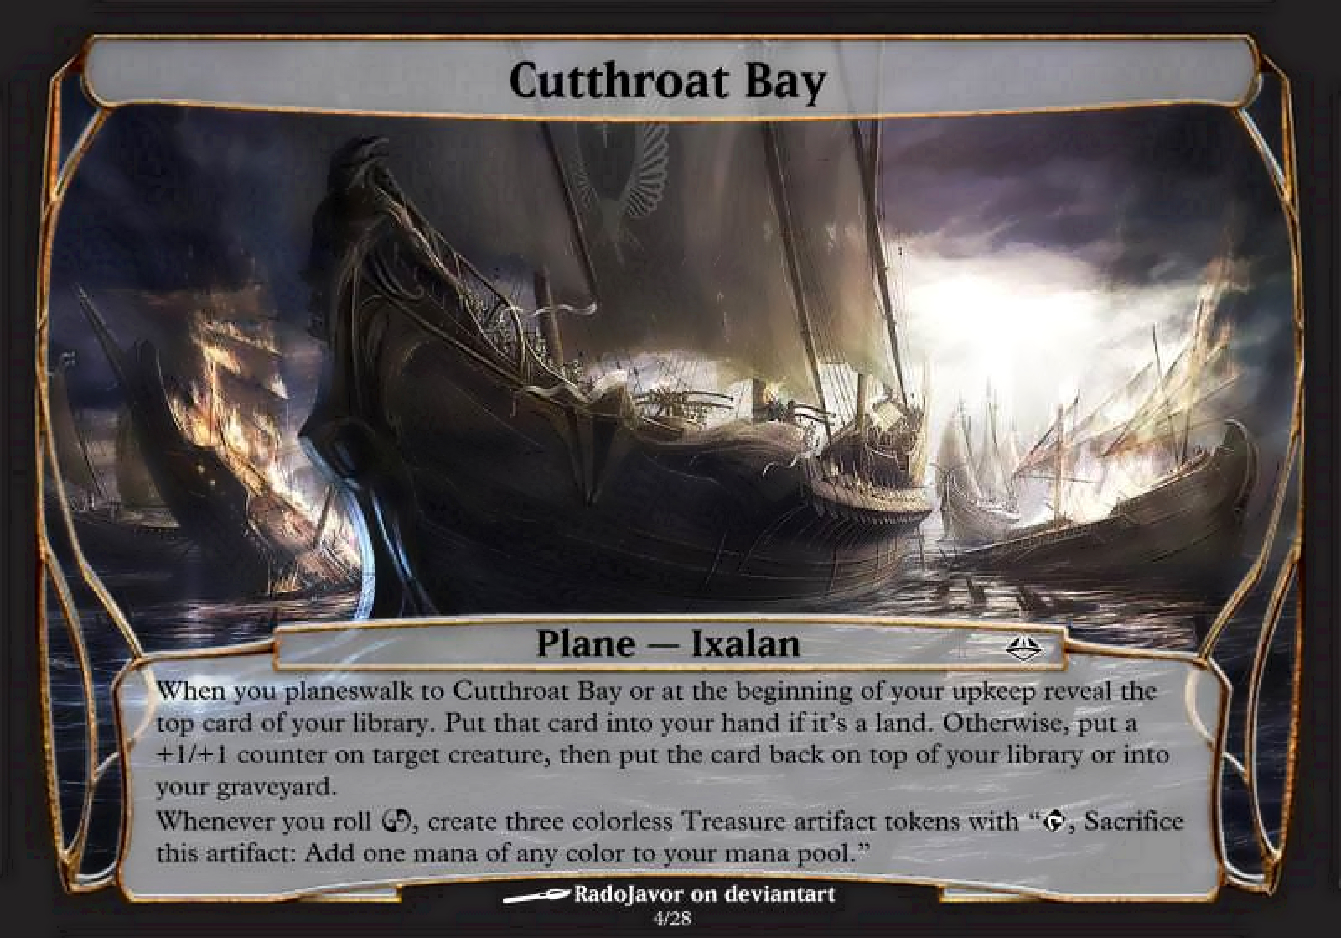 Cutthroat Bay
Plane — Ixalan
When you planeswalk to Cutthroat Bay or at the beginning of your upkeep reveal the
top card of your library. Put that card into your hand if it's a land. Otherwise, put a
+1/+1 counter on target creature, then put the card back on top of your library or into
your graveyard.
Whenever you roll , create three colorless Treasure artifact tokens with “, Sacrifice
this artifact: Add one mana of any color to your mana pool.”
RadoJavor on deviantart
4/28